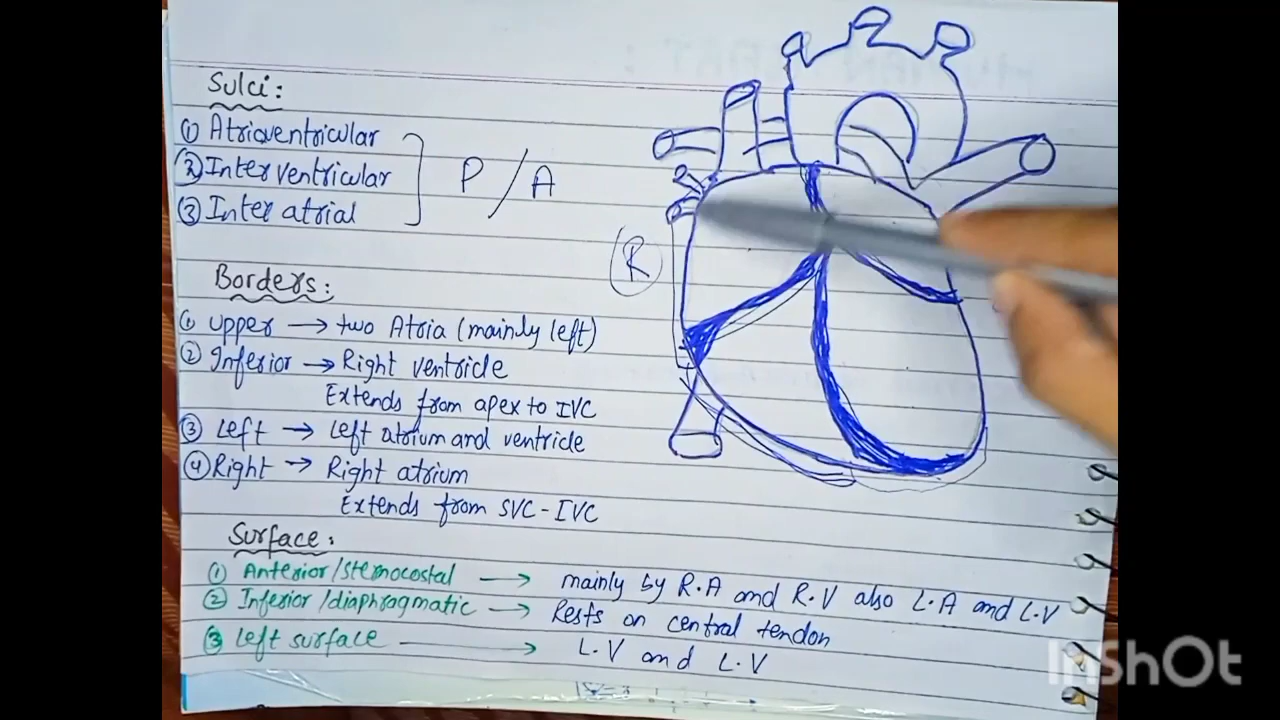 Sulci:
① Atrioventricular
② Interventricular
③ Inter atrial
P / A
R
Borders:
① Upper → two Atria (mainly left)
② Inferior → Right ventricle
Extends from apex to IVC
③ Left → Left atrium and ventricle
④ Right → Right atrium
Extends from SVC - IVC
Surface:
① Anterior/sternocostal → mainly by R.A and R.V also L.A and L.V
② Inferior/diaphragmatic → Rests on central tendon
③ Left surface → L.V and L.V
InShOt